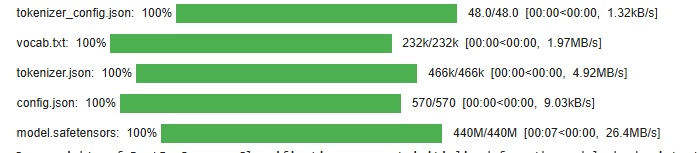 tokenizer_config.json: 100% 48.0/48.0 [00:00<00:00, 1.32kB/s]
vocab.txt: 100% 232k/232k [00:00<00:00, 1.97MB/s]
tokenizer.json: 100% 466k/466k [00:00<00:00, 4.92MB/s]
config.json: 100% 570/570 [00:00<00:00, 9.03kB/s]
model.safetensors: 100% 440M/440M [00:07<00:00, 26.4MB/s]